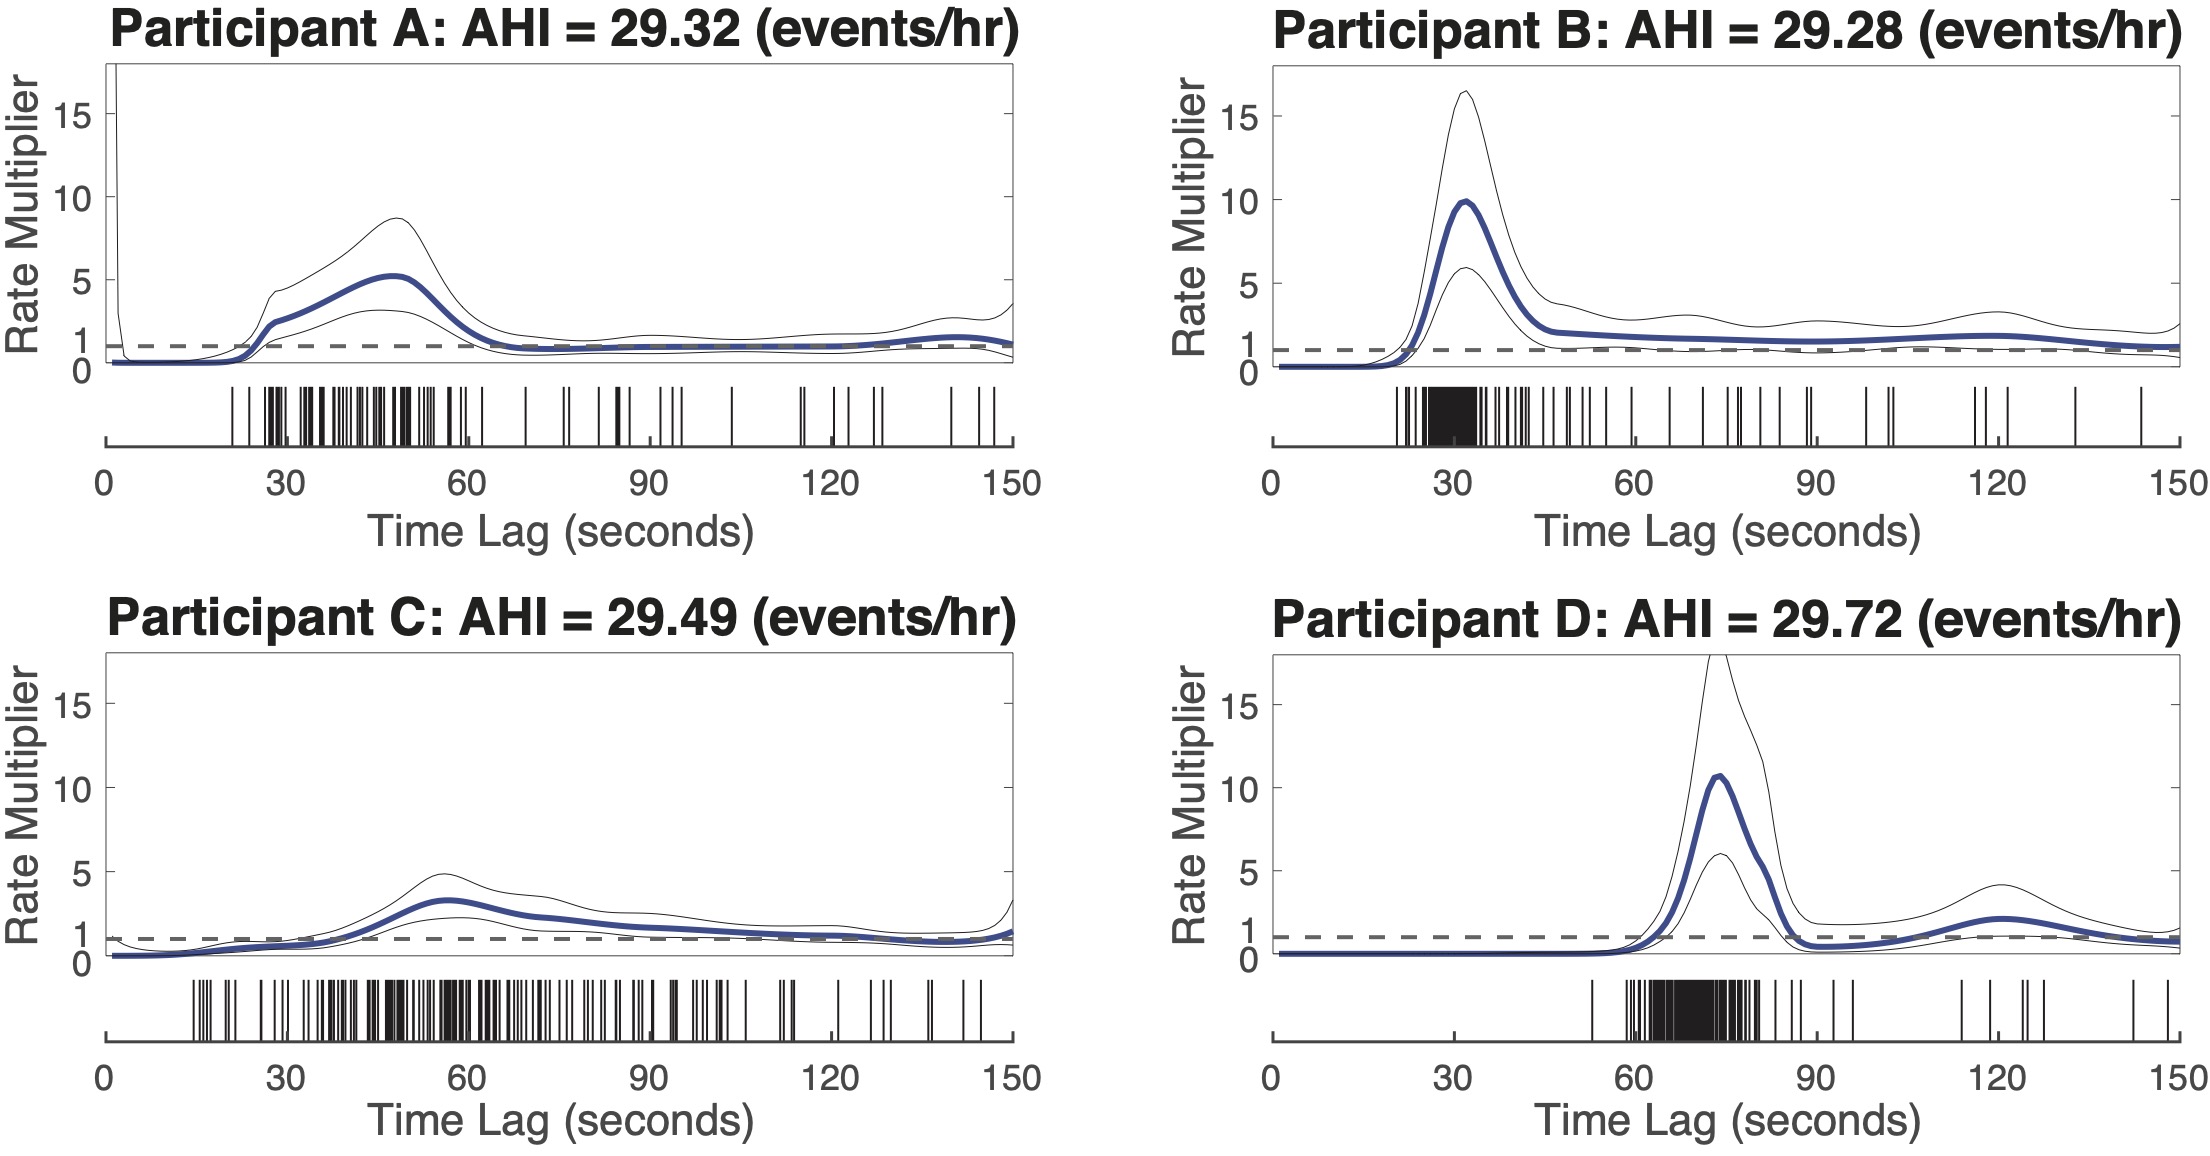 Participant A: AHI = 29.32 (events/hr)
Rate Multiplier
15
10
5
1
0
0 30 60 90 120 150
Time Lag (seconds)
Participant B: AHI = 29.28 (events/hr)
Rate Multiplier
15
10
5
1
0
0 30 60 90 120 150
Time Lag (seconds)
Participant C: AHI = 29.49 (events/hr)
Rate Multiplier
15
10
5
1
0
0 30 60 90 120 150
Time Lag (seconds)
Participant D: AHI = 29.72 (events/hr)
Rate Multiplier
15
10
5
1
0
0 30 60 90 120 150
Time Lag (seconds)